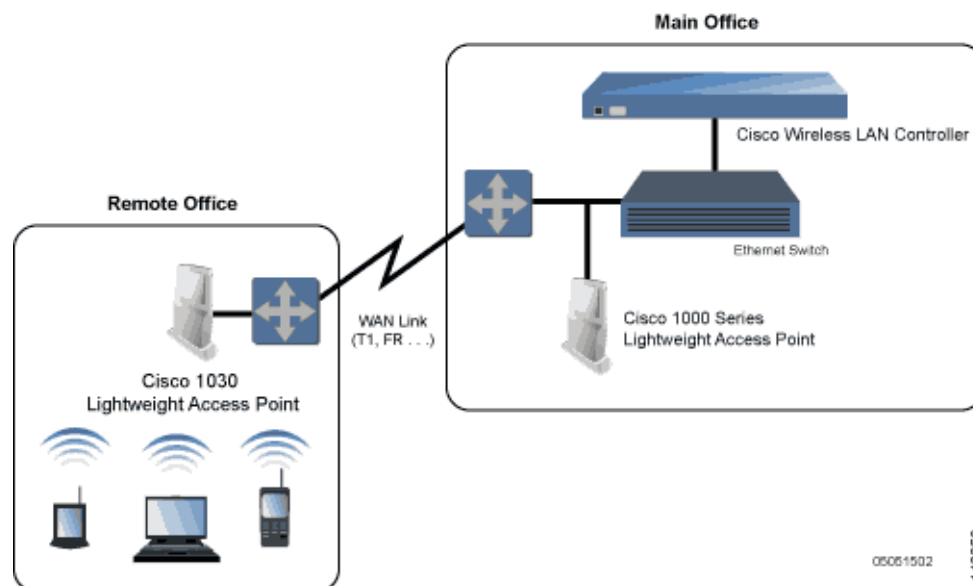 Main Office
Cisco Wireless LAN Controller
Remote Office
Ethernet Switch
WAN Link
(T1, FR . . .)
Cisco 1000 Series
Lightweight Access Point
Cisco 1030
Lightweight Access Point
05051502